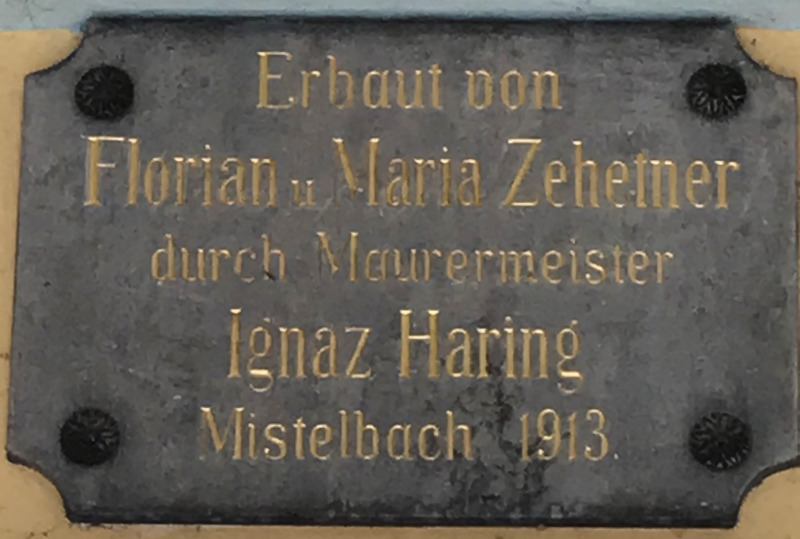 Erbaut von
Florian u Maria Zehetner
durch Maurermeister
Ignaz Haring
Mistelbach 1913.